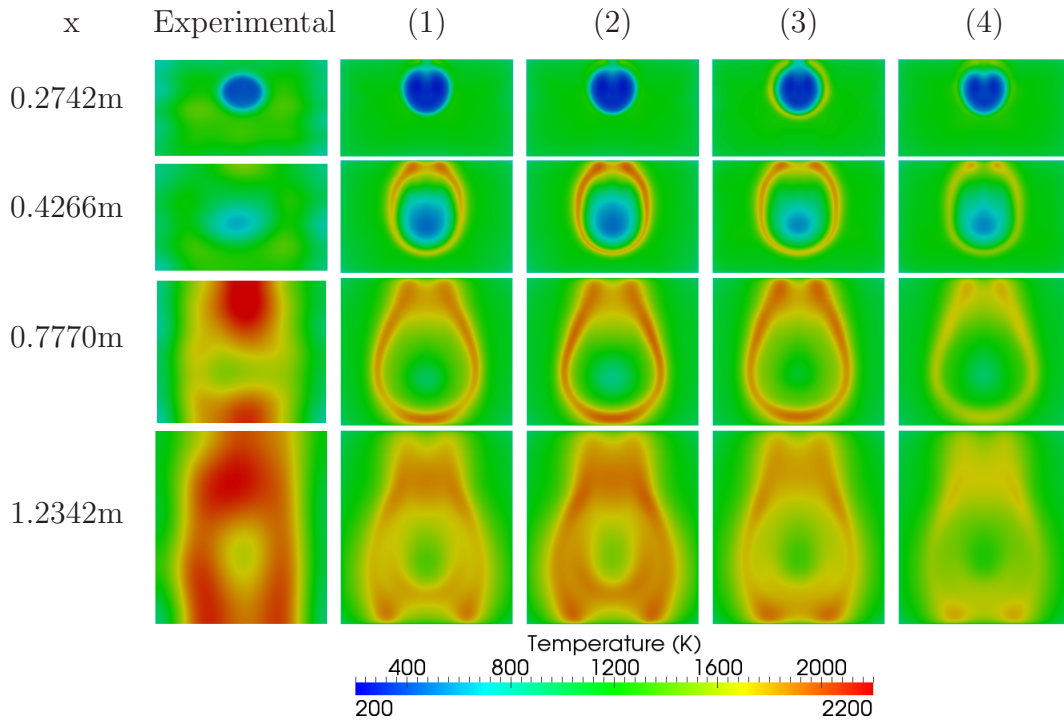 x Experimental (1) (2) (3) (4)
0.2742m
0.4266m
0.7770m
1.2342m
Temperature (K)
400 800 1200 1600 2000
200 2200